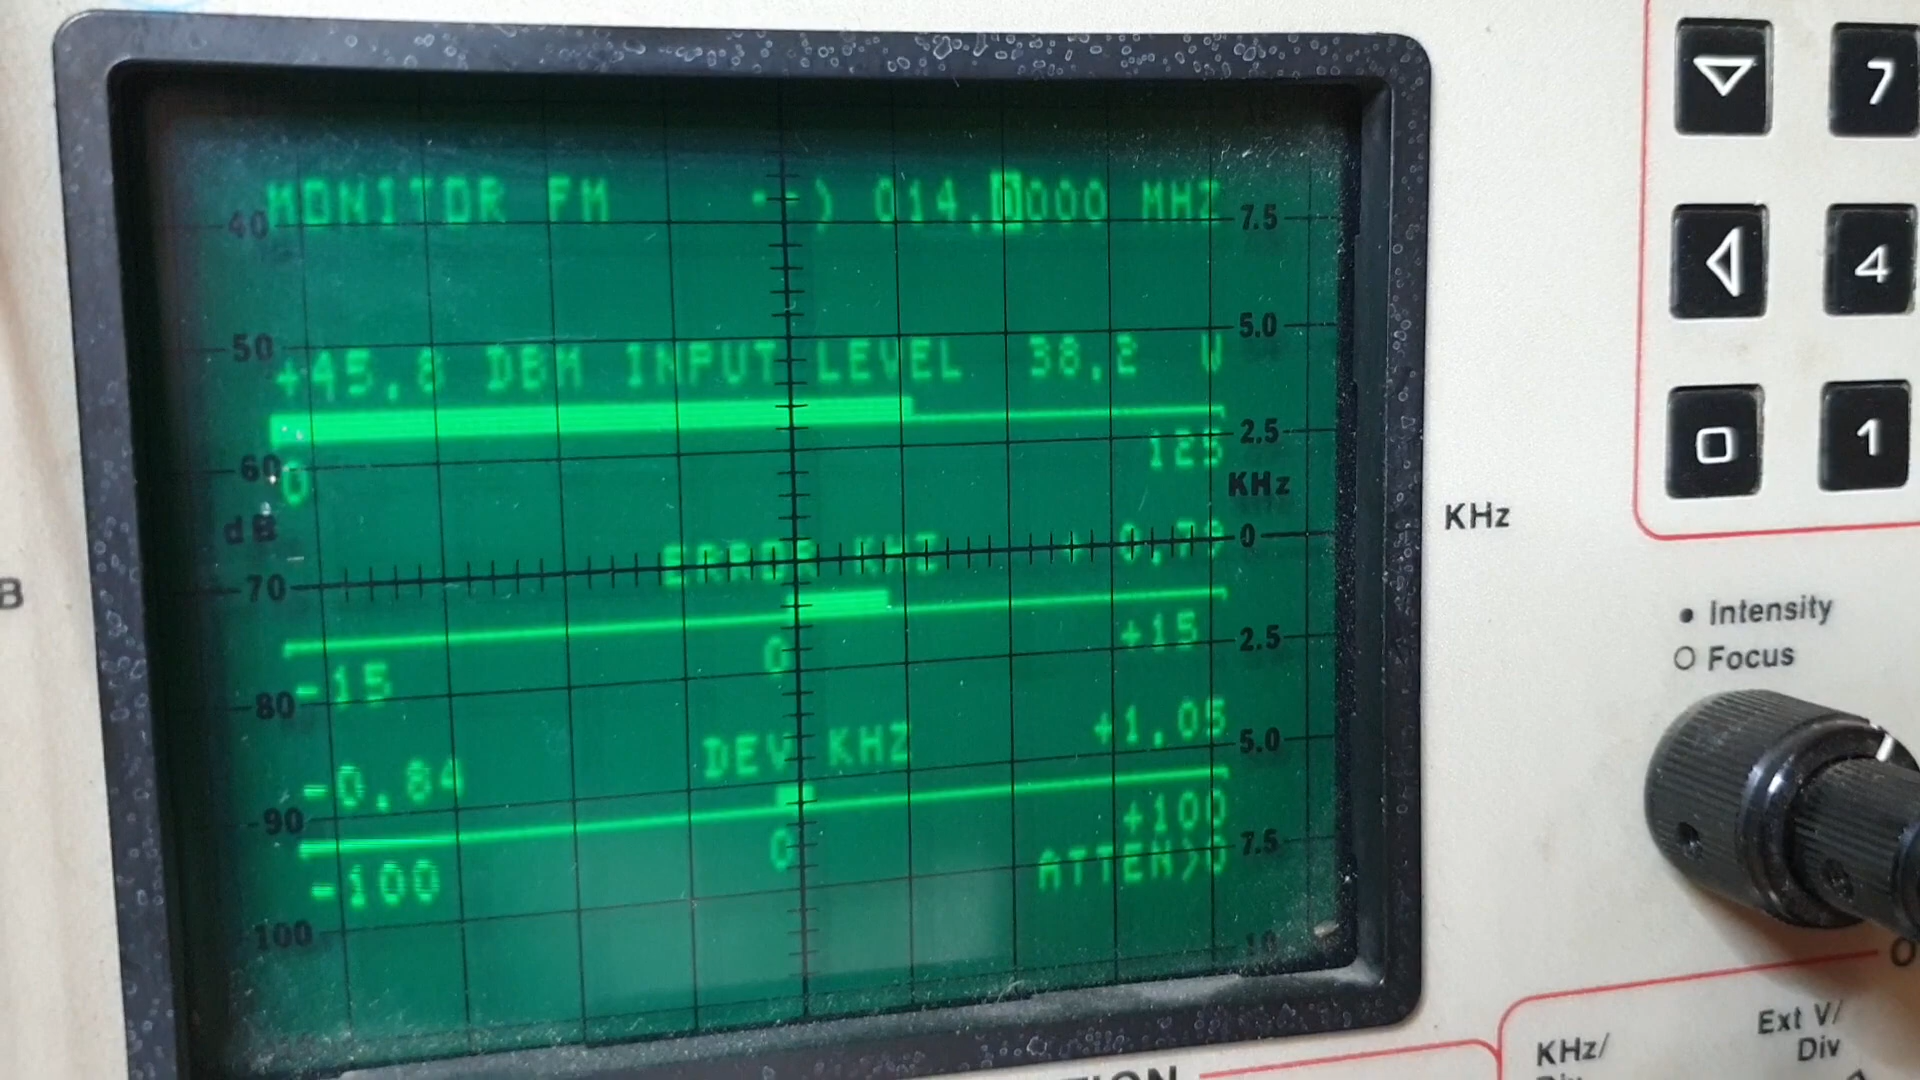 MONITOR FM --) 014.0000 MHZ
40 7.5
50 5.0
+45.8 DBM INPUT LEVEL 38.2 W
2.5
0 125
60 KHz
dB
ERROR KHZ + 0.79 0
70
-15 0 +15 2.5
80
-0.84 DEV KHZ +1.05 5.0
90
-100 0 +100
ATTEN>0 7.5
100 10
B
KHz
7
4
0 1
Intensity
Focus
KHz/
Ext V/
Div